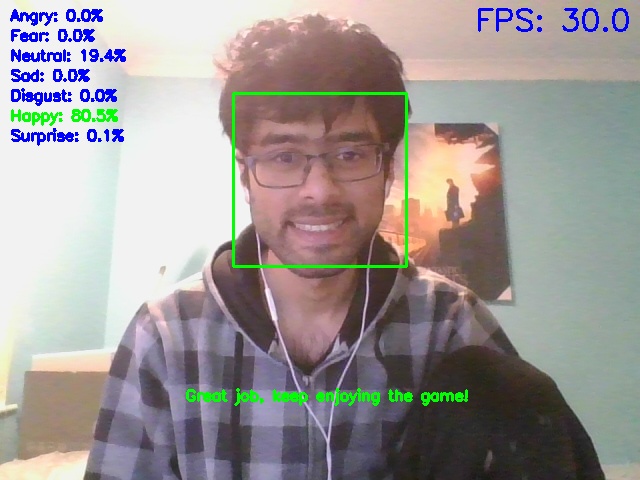 Angry: 0.0%
FPS: 30.0
Fear: 0.0%
Neutral: 19.4%
Sad: 0.0%
Disgust: 0.0%
Happy: 80.5%
Surprise: 0.1%
Great job, keep enjoying the game!